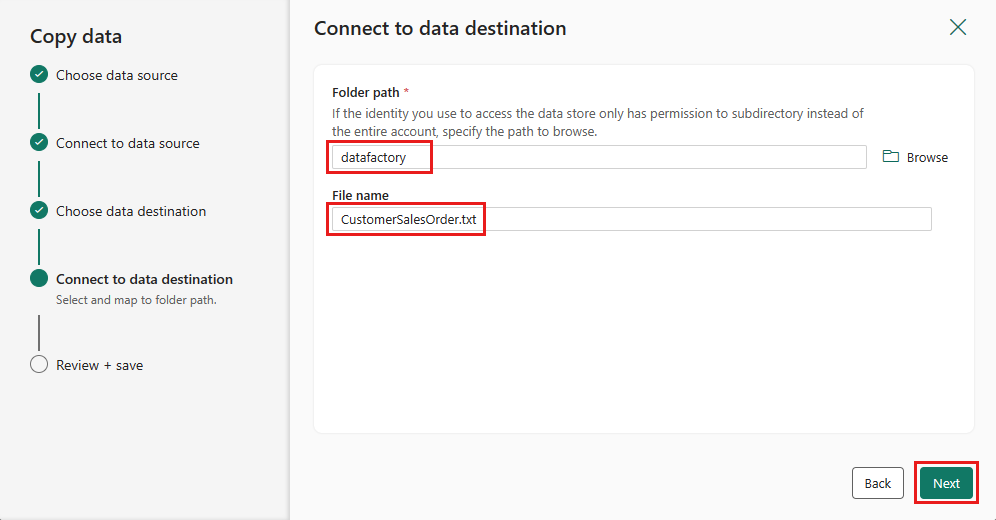 Copy data
Choose data source
Connect to data source
Choose data destination
Connect to data destination
Select and map to folder path.
Review + save
Connect to data destination
Folder path *
If the identity you use to access the data store only has permission to subdirectory instead of
the entire account, specify the path to browse.
datafactory
Browse
File name
CustomerSalesOrder.txt
Back
Next